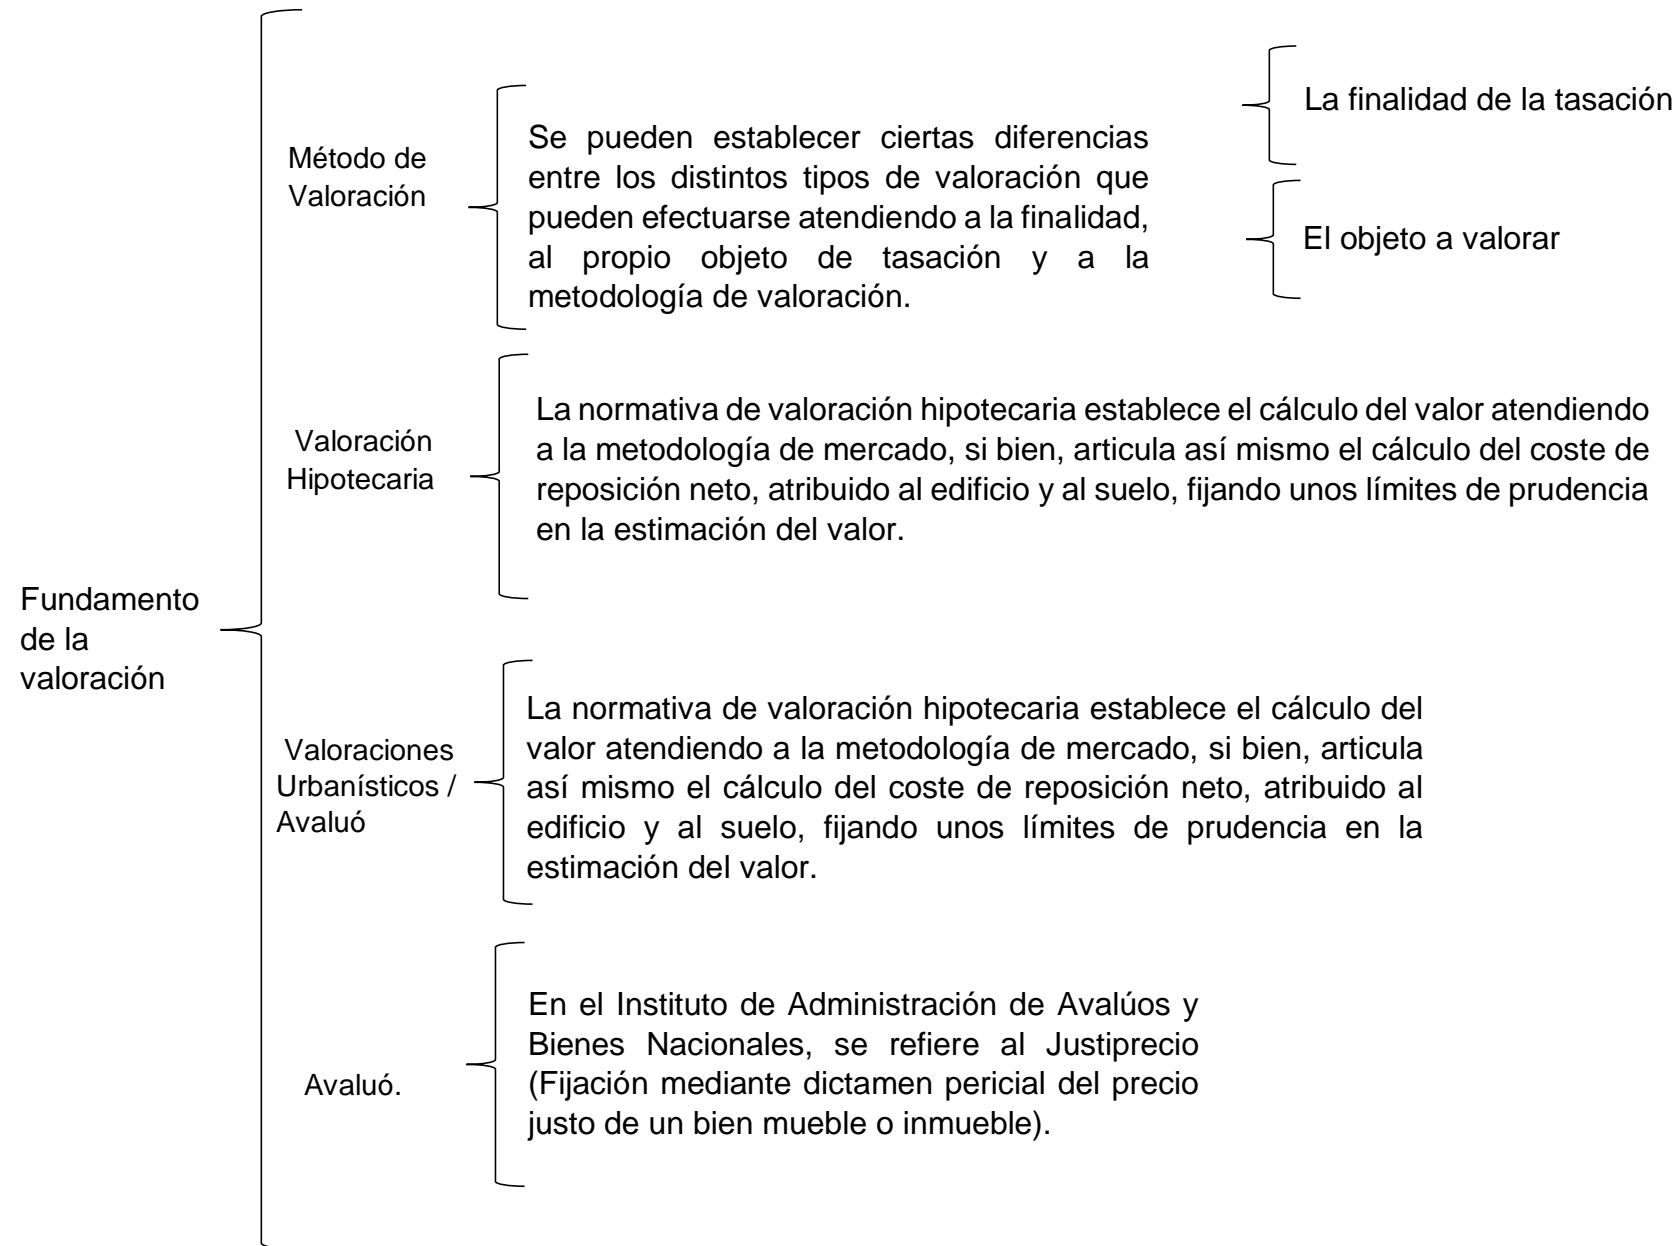 Fundamento
de la
valoración
Método de
Valoración
Se pueden establecer ciertas diferencias
entre los distintos tipos de valoración que
pueden efectuarse atendiendo a la finalidad,
al propio objeto de tasación y a la
metodología de valoración.
La finalidad de la tasación
El objeto a valorar
Valoración
Hipotecaria
La normativa de valoración hipotecaria establece el cálculo del valor atendiendo
a la metodología de mercado, si bien, articula así mismo el cálculo del coste de
reposición neto, atribuido al edificio y al suelo, fijando unos límites de prudencia
en la estimación del valor.
Valoraciones
Urbanísticos /
Avaluó
La normativa de valoración hipotecaria establece el cálculo del
valor atendiendo a la metodología de mercado, si bien, articula
así mismo el cálculo del coste de reposición neto, atribuido al
edificio y al suelo, fijando unos límites de prudencia en la
estimación del valor.
Avaluó.
En el Instituto de Administración de Avalúos y
Bienes Nacionales, se refiere al Justiprecio
(Fijación mediante dictamen pericial del precio
justo de un bien mueble o inmueble).